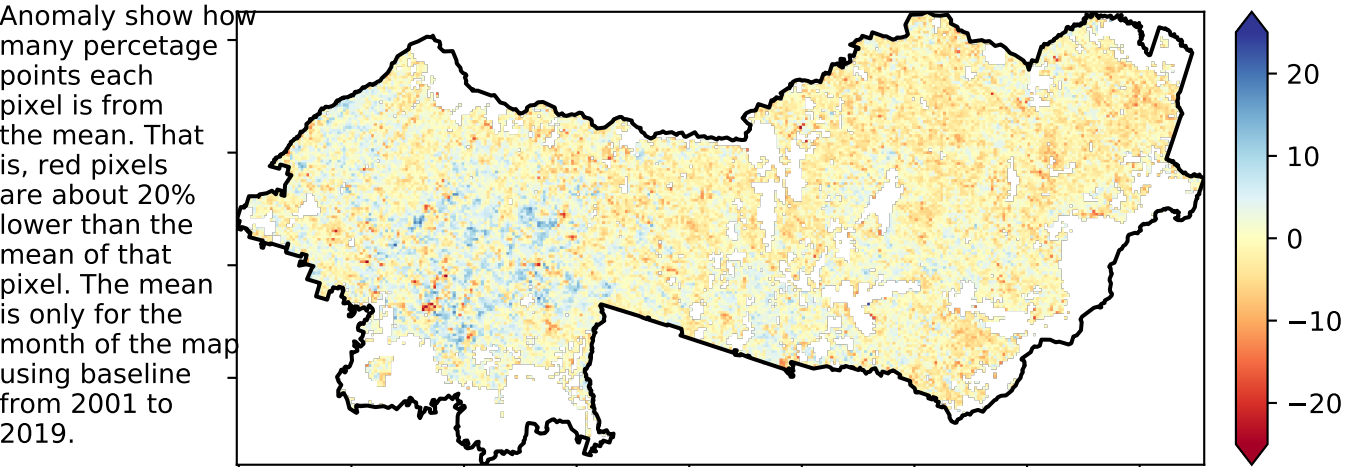 Anomaly show how
many percetage
points each
pixel is from
the mean. That
is, red pixels
are about 20%
lower than the
mean of that
pixel. The mean
is only for the
month of the map
using baseline
from 2001 to
2019.
20
10
0
−10
−20